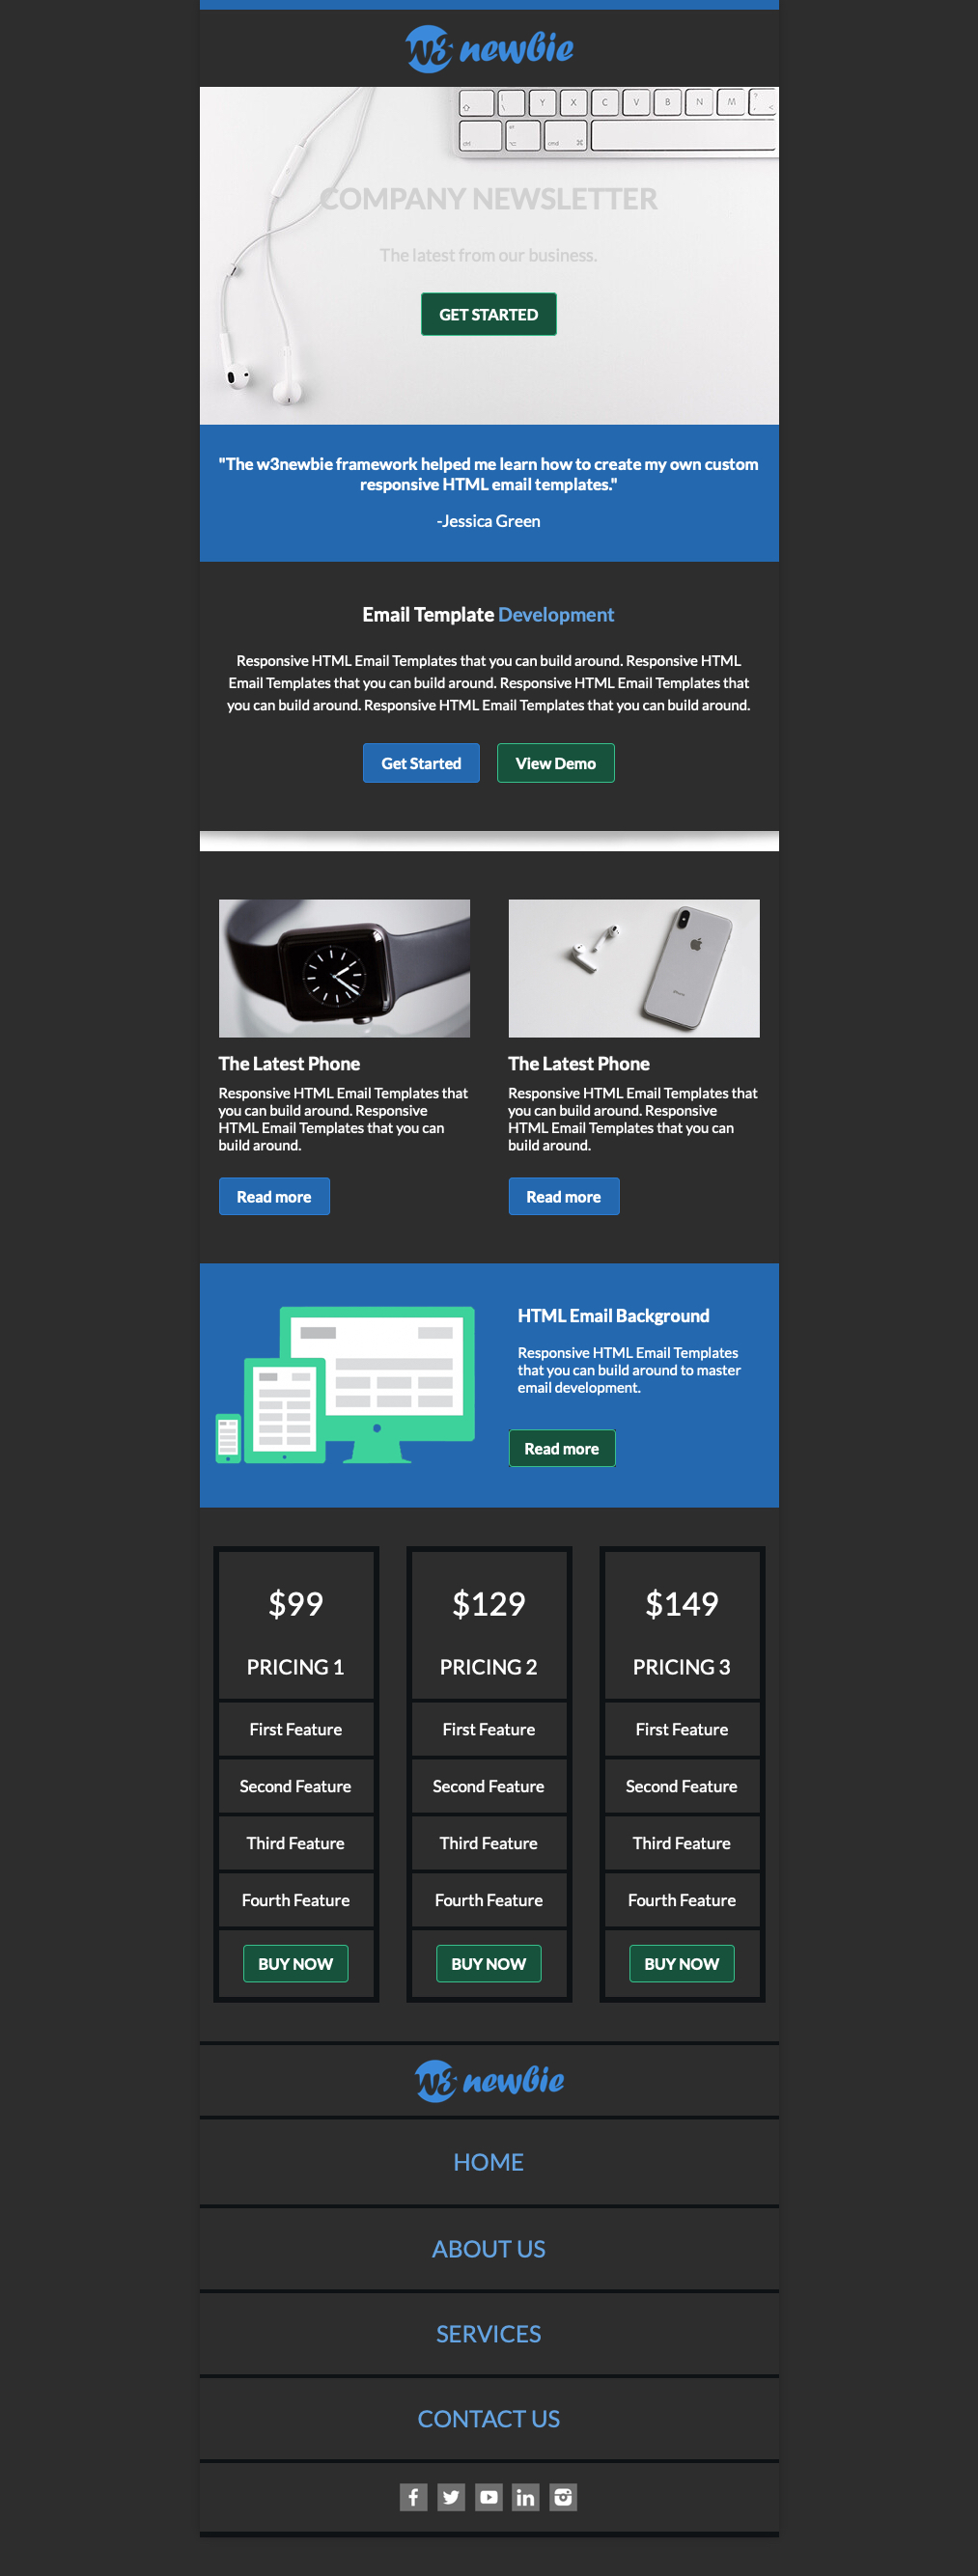 w3 newbie
Y X C V B N M
ctrl cmd
COMPANY NEWSLETTER
The latest from our business.
GET STARTED
"The w3newbie framework helped me learn how to create my own custom
responsive HTML email templates."
-Jessica Green
Email Template Development
Responsive HTML Email Templates that you can build around. Responsive HTML
Email Templates that you can build around. Responsive HTML Email Templates that
you can build around. Responsive HTML Email Templates that you can build around.
Get Started View Demo
The Latest Phone
Responsive HTML Email Templates that
you can build around. Responsive
HTML Email Templates that you can
build around.
Read more
iPhone
The Latest Phone
Responsive HTML Email Templates that
you can build around. Responsive
HTML Email Templates that you can
build around.
Read more
HTML Email Background
Responsive HTML Email Templates
that you can build around to master
email development.
Read more
$99
PRICING 1
First Feature
Second Feature
Third Feature
Fourth Feature
BUY NOW
$129
PRICING 2
First Feature
Second Feature
Third Feature
Fourth Feature
BUY NOW
$149
PRICING 3
First Feature
Second Feature
Third Feature
Fourth Feature
BUY NOW
w3 newbie
HOME
ABOUT US
SERVICES
CONTACT US